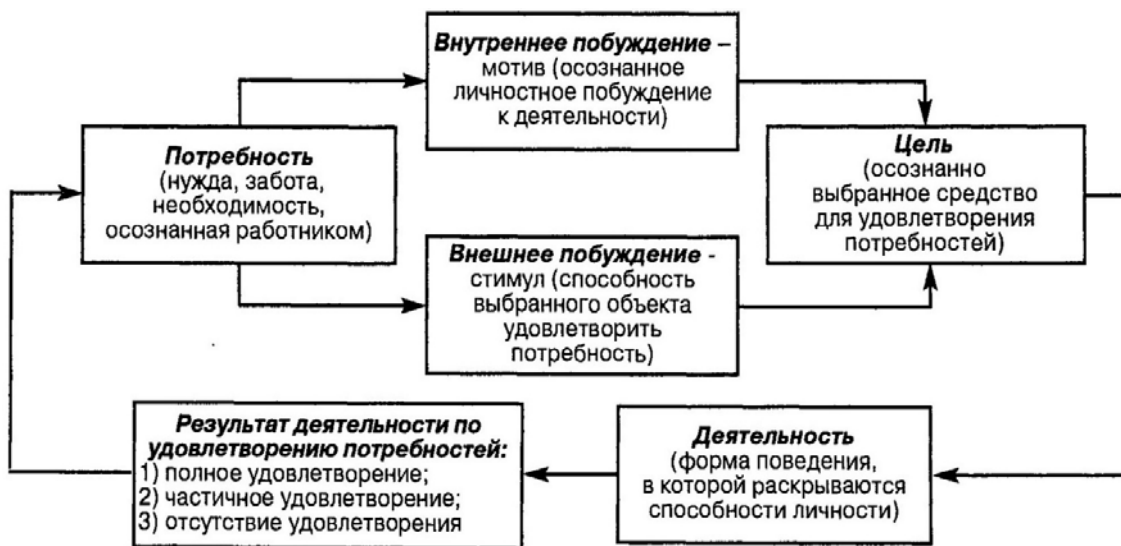 Внутреннее побуждение –
мотив (осознанное
личностное побуждение
к деятельности)
Потребность
(нужда, забота,
необходимость,
осознанная работником)
Цель
(осознанно
выбранное средство
для удовлетворения
потребностей)
Внешнее побуждение -
стимул (способность
выбранного объекта
удовлетворить
потребность)
Результат деятельности по
удовлетворению потребностей:
1) полное удовлетворение;
2) частичное удовлетворение;
3) отсутствие удовлетворения
Деятельность
(форма поведения,
в которой раскрываются
способности личности)